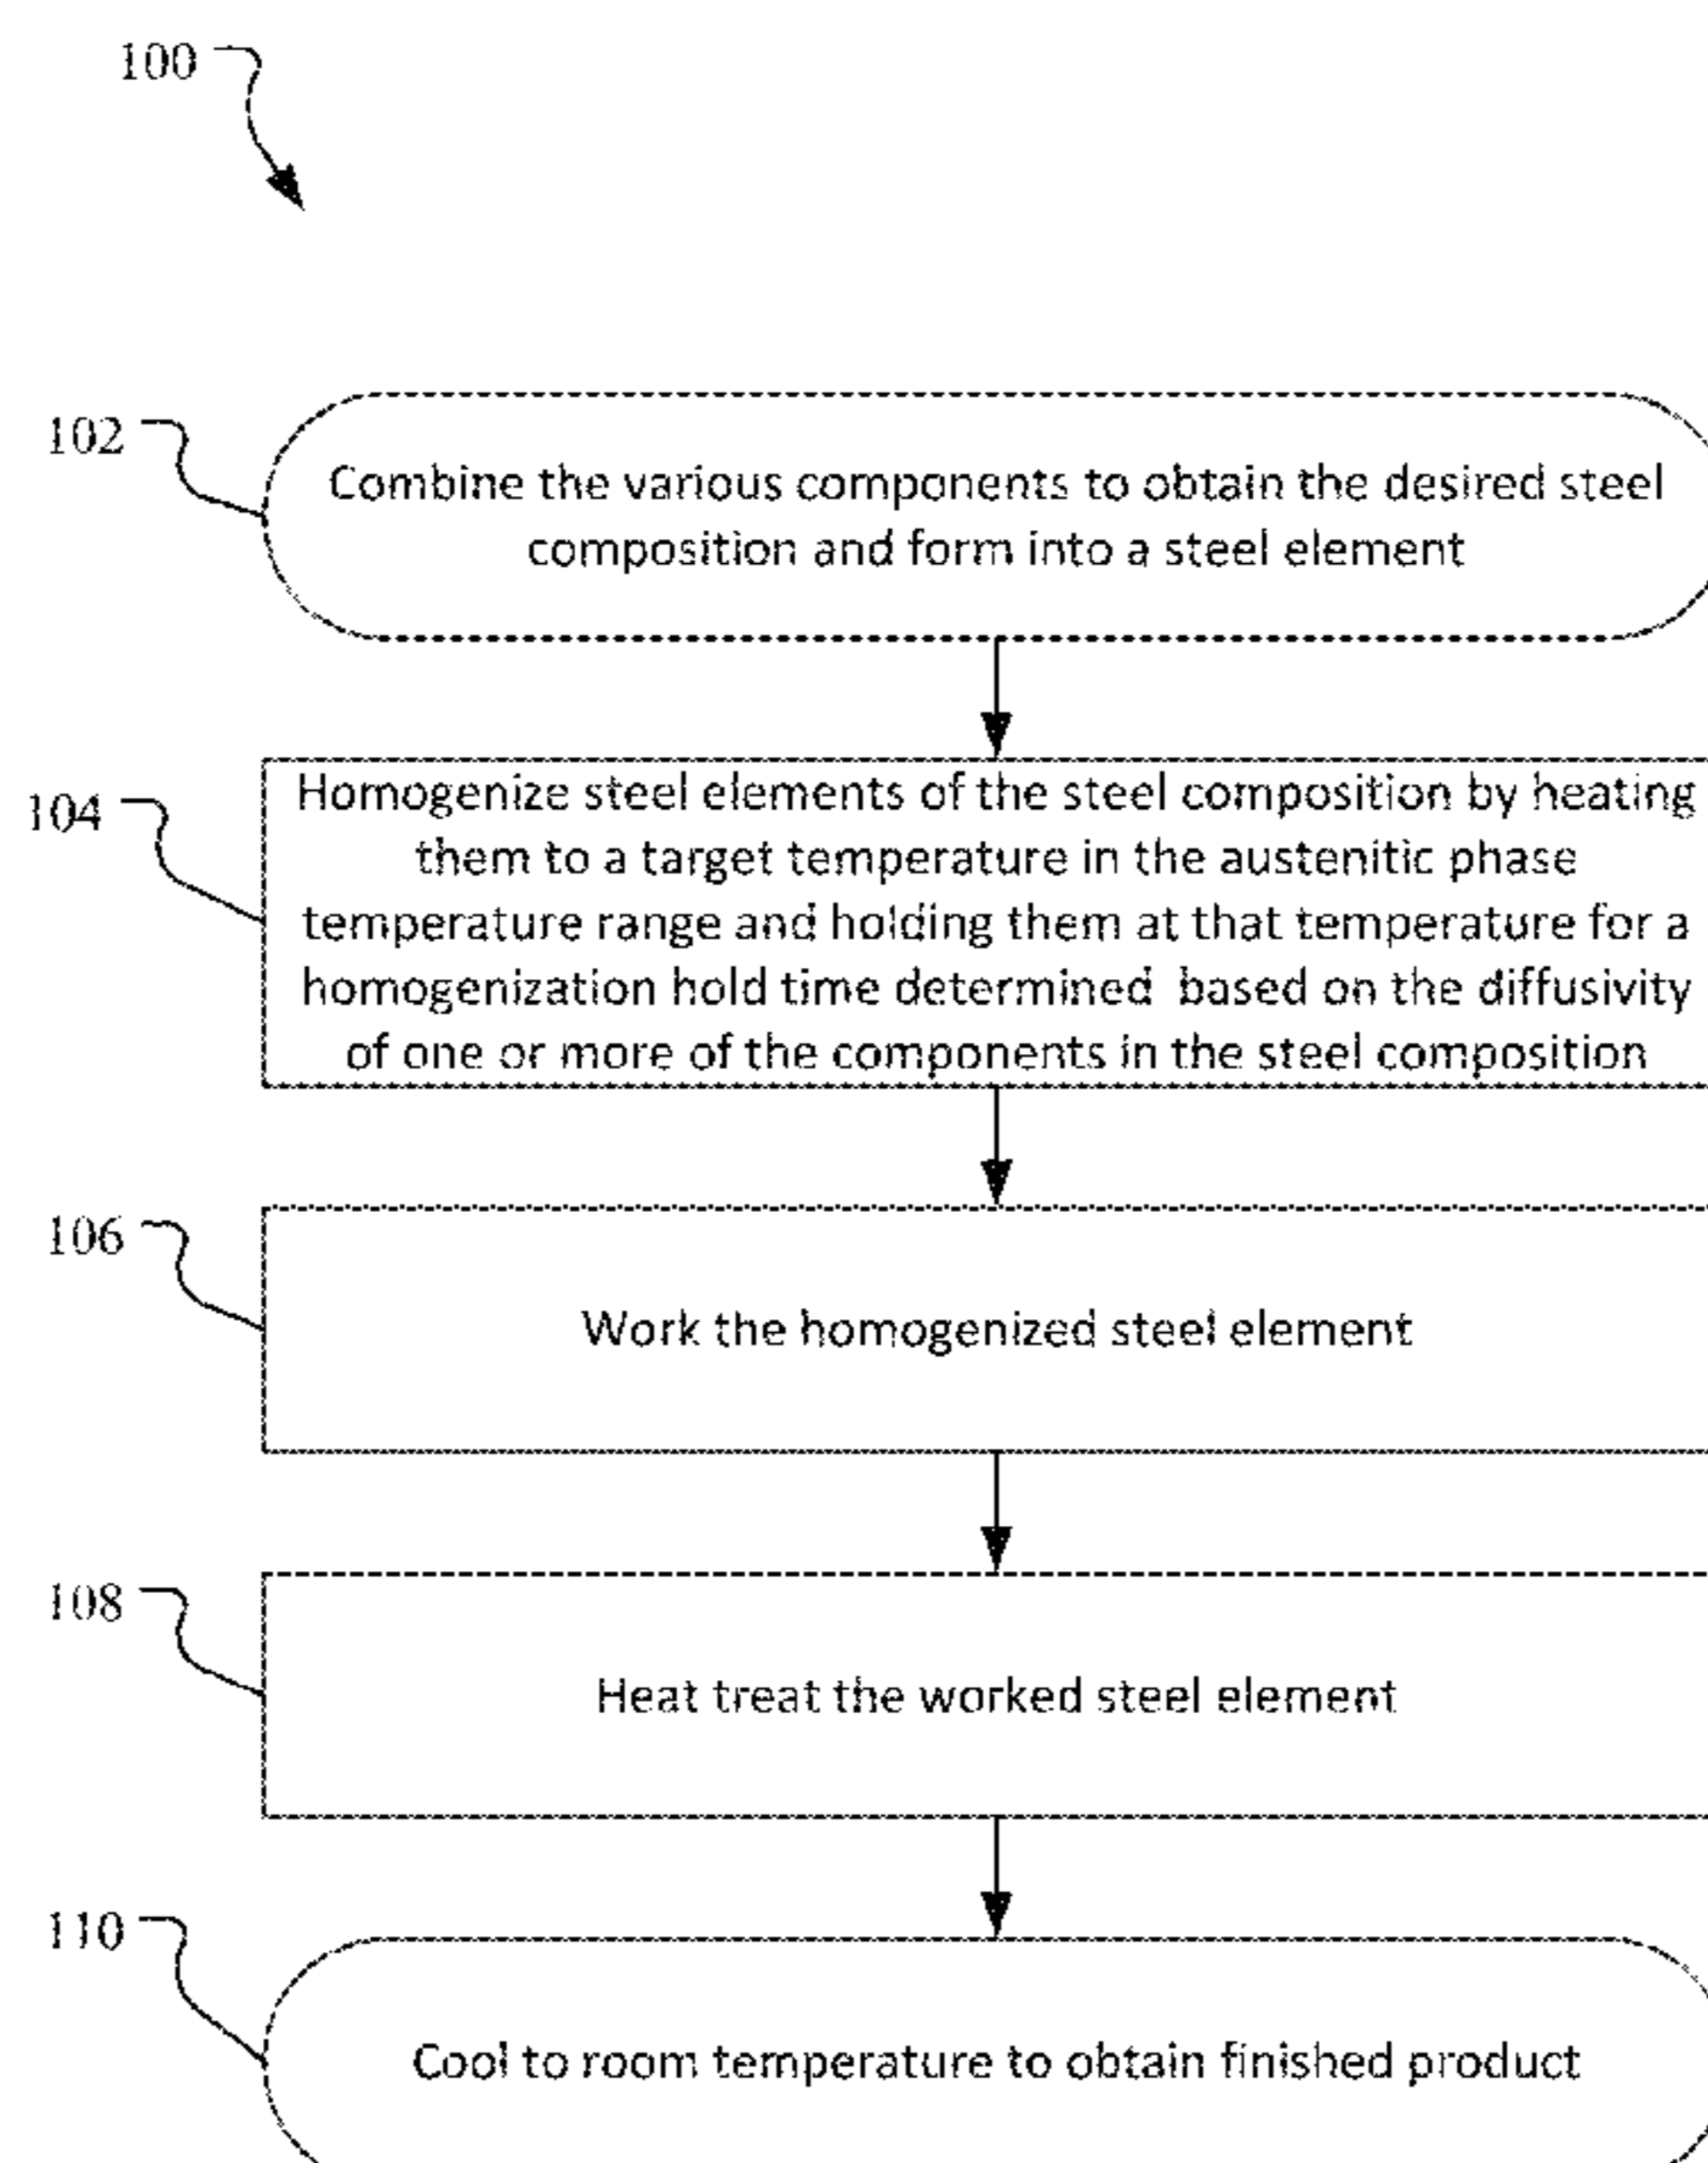 100
102
Combine the various components to obtain the desired steel
composition and form into a steel element
104
Homogenize steel elements of the steel composition by heating
them to a target temperature in the austenitic phase
temperature range and holding them at that temperature for a
homogenization hold time determined based on the diffusivity
of one or more of the components in the steel composition
106
Work the homogenized steel element
108
Heat treat the worked steel element
110
Cool to room temperature to obtain finished product